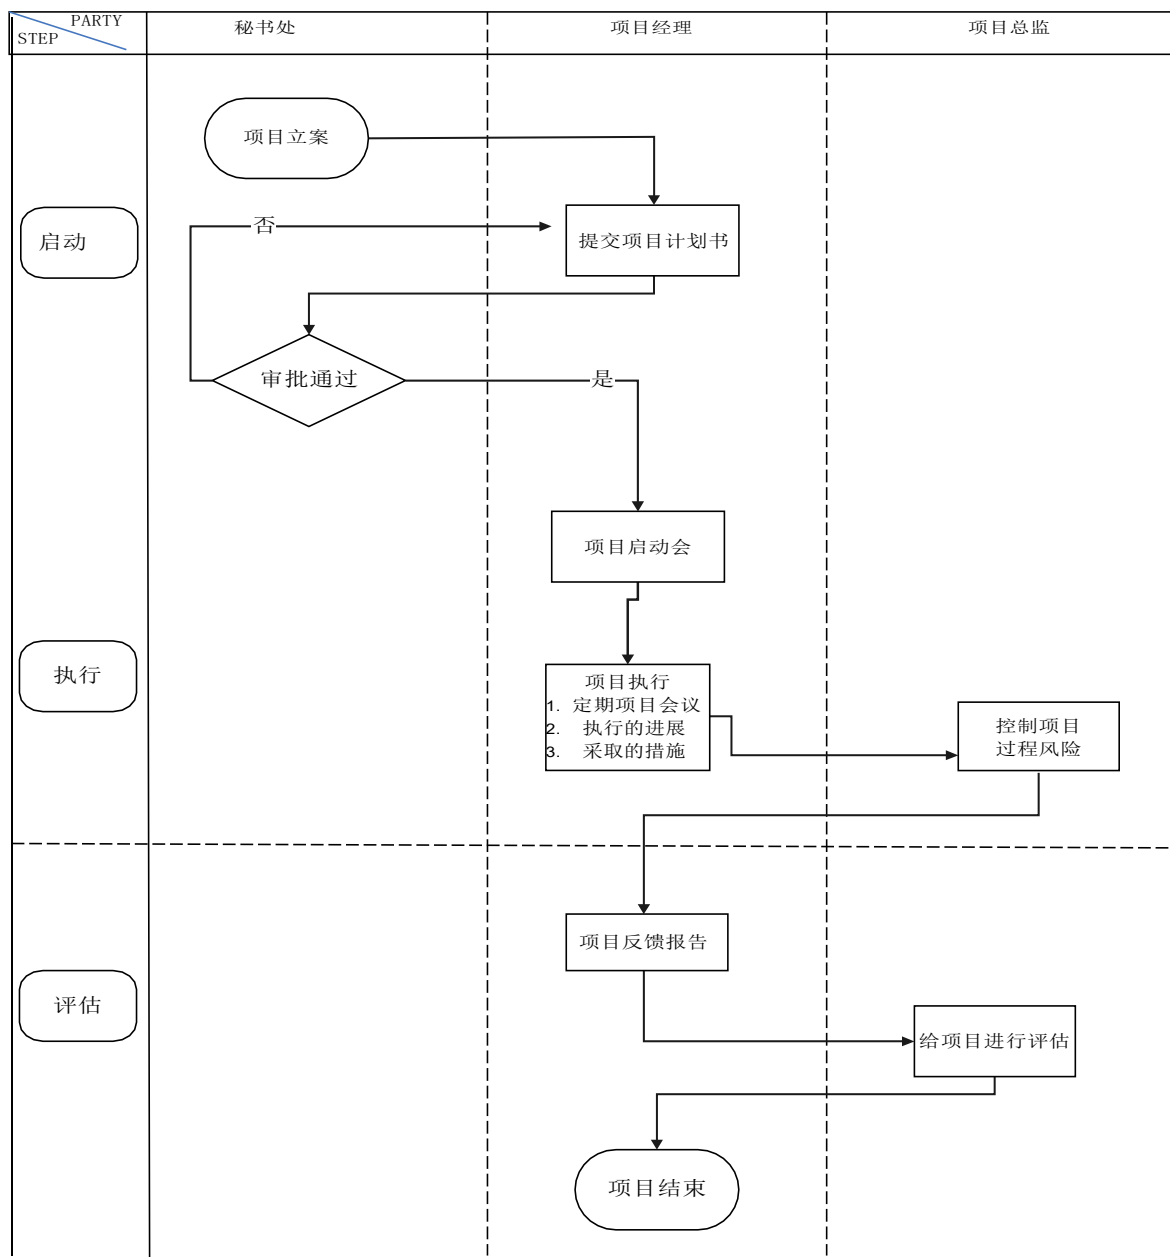 PARTY
STEP
秘书处
项目经理
项目总监
项目立案
启动
否
提交项目计划书
审批通过
是
项目启动会
执行
项目执行
1. 定期项目会议
2. 执行的进展
3. 采取的措施
控制项目
过程风险
项目反馈报告
评估
给项目进行评估
项目结束